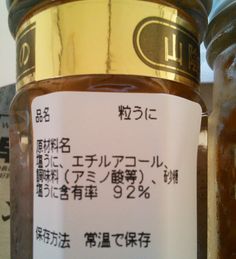 の
山陰
品名 粒うに
原材料名
塩うに、エチルアコール、
調味料（アミノ酸等）、砂糖
塩うに含有率 92%
保存方法 常温で保存